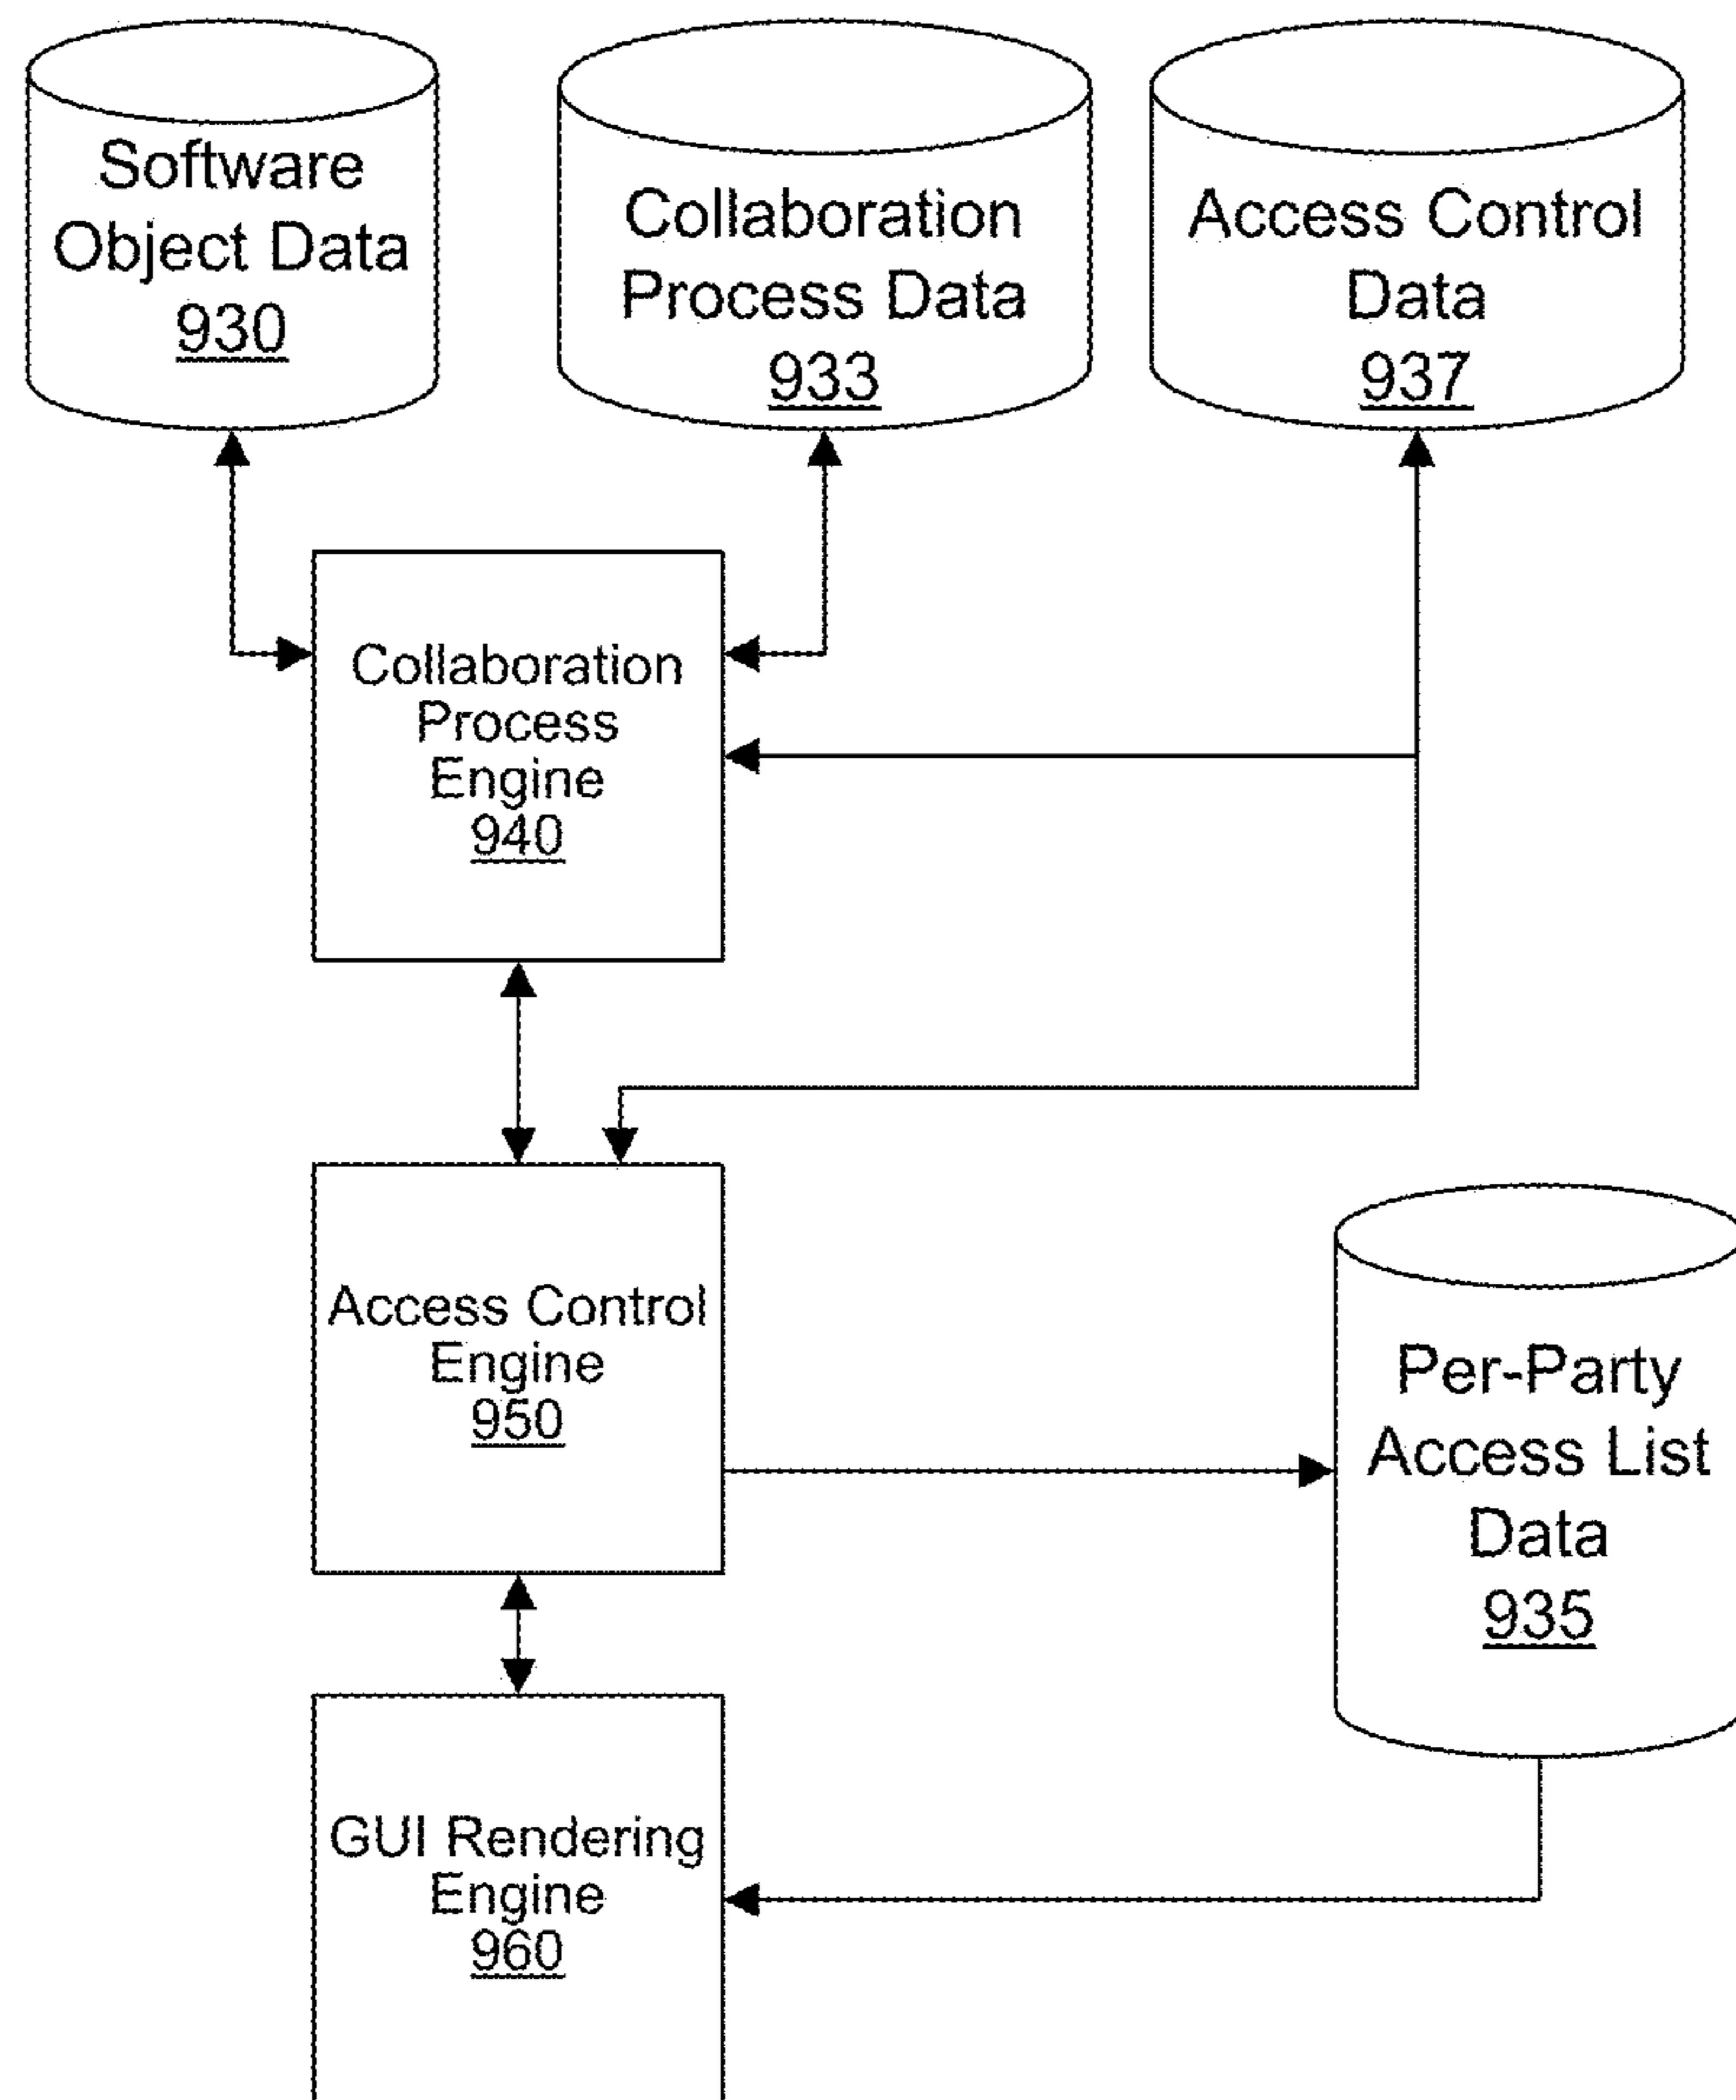 Software
Object Data
930
Collaboration
Process Data
933
Access Control
Data
937
Collaboration
Process
Engine
940
Access Control
Engine
950
Per-Party
Access List
Data
935
GUI Rendering
Engine
960